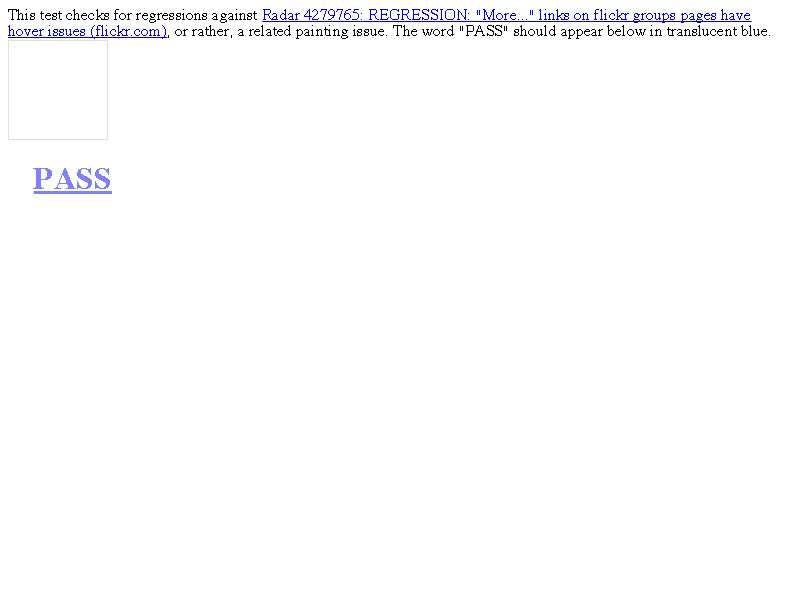 This test checks for regressions against Radar 4279765: REGRESSION: "More..." links on flickr groups pages have
hover issues (flickr.com), or rather, a related painting issue. The word "PASS" should appear below in translucent blue.
PASS